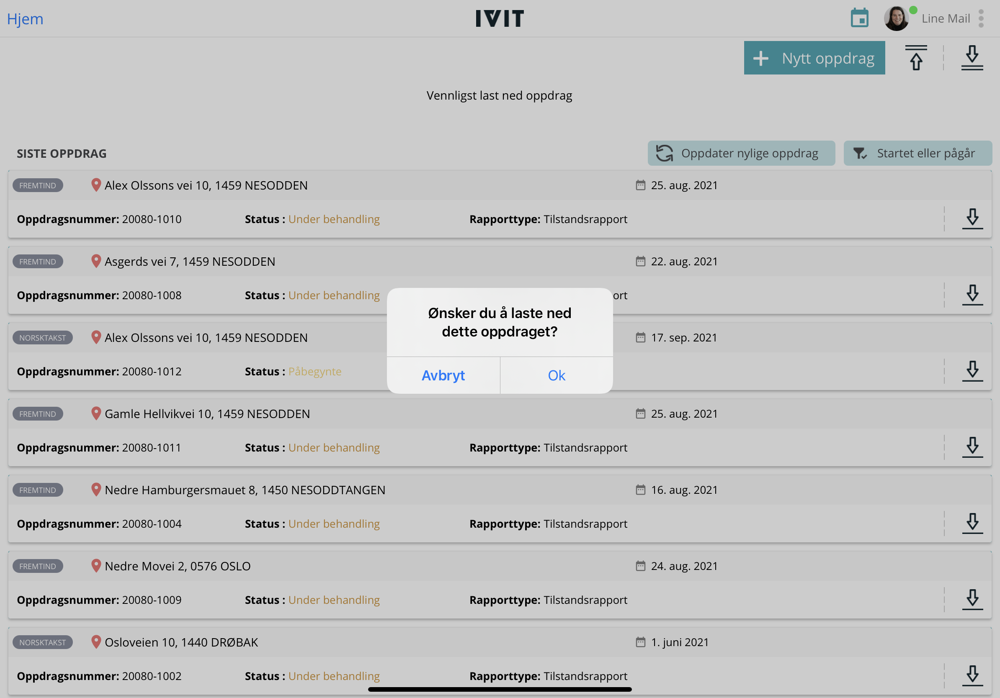 Hjem
IVIT
Line Mail
+ Nytt oppdrag
Vennligst last ned oppdrag
SISTE OPPDRAG
Oppdater nylige oppdrag
Startet eller pågår
FREMTIND Alex Olssons vei 10, 1459 NESODDEN 25. aug. 2021
Oppdragsnummer: 20080-1010 Status : Under behandling Rapporttype: Tilstandsrapport
FREMTIND Asgerds vei 7, 1459 NESODDEN 22. aug. 2021
Oppdragsnummer: 20080-1008 Status : Under behandling ort
Ønsker du å laste ned
dette oppdraget?
Avbryt Ok
NORSKTAKST Alex Olssons vei 10, 1459 NESODDEN 17. sep. 2021
Oppdragsnummer: 20080-1012 Status : Påbegynte
FREMTIND Gamle Hellvikvei 10, 1459 NESODDEN 25. aug. 2021
Oppdragsnummer: 20080-1011 Status : Under behandling Rapporttype: Tilstandsrapport
FREMTIND Nedre Hamburgersmauet 8, 1450 NESODDTANGEN 16. aug. 2021
Oppdragsnummer: 20080-1004 Status : Under behandling Rapporttype: Tilstandsrapport
FREMTIND Nedre Movei 2, 0576 OSLO 24. aug. 2021
Oppdragsnummer: 20080-1009 Status : Under behandling Rapporttype: Tilstandsrapport
NORSKTAKST Osloveien 10, 1440 DRØBAK 1. juni 2021
Oppdragsnummer: 20080-1002 Status : Under behandling Rapporttype: Tilstandsrapport